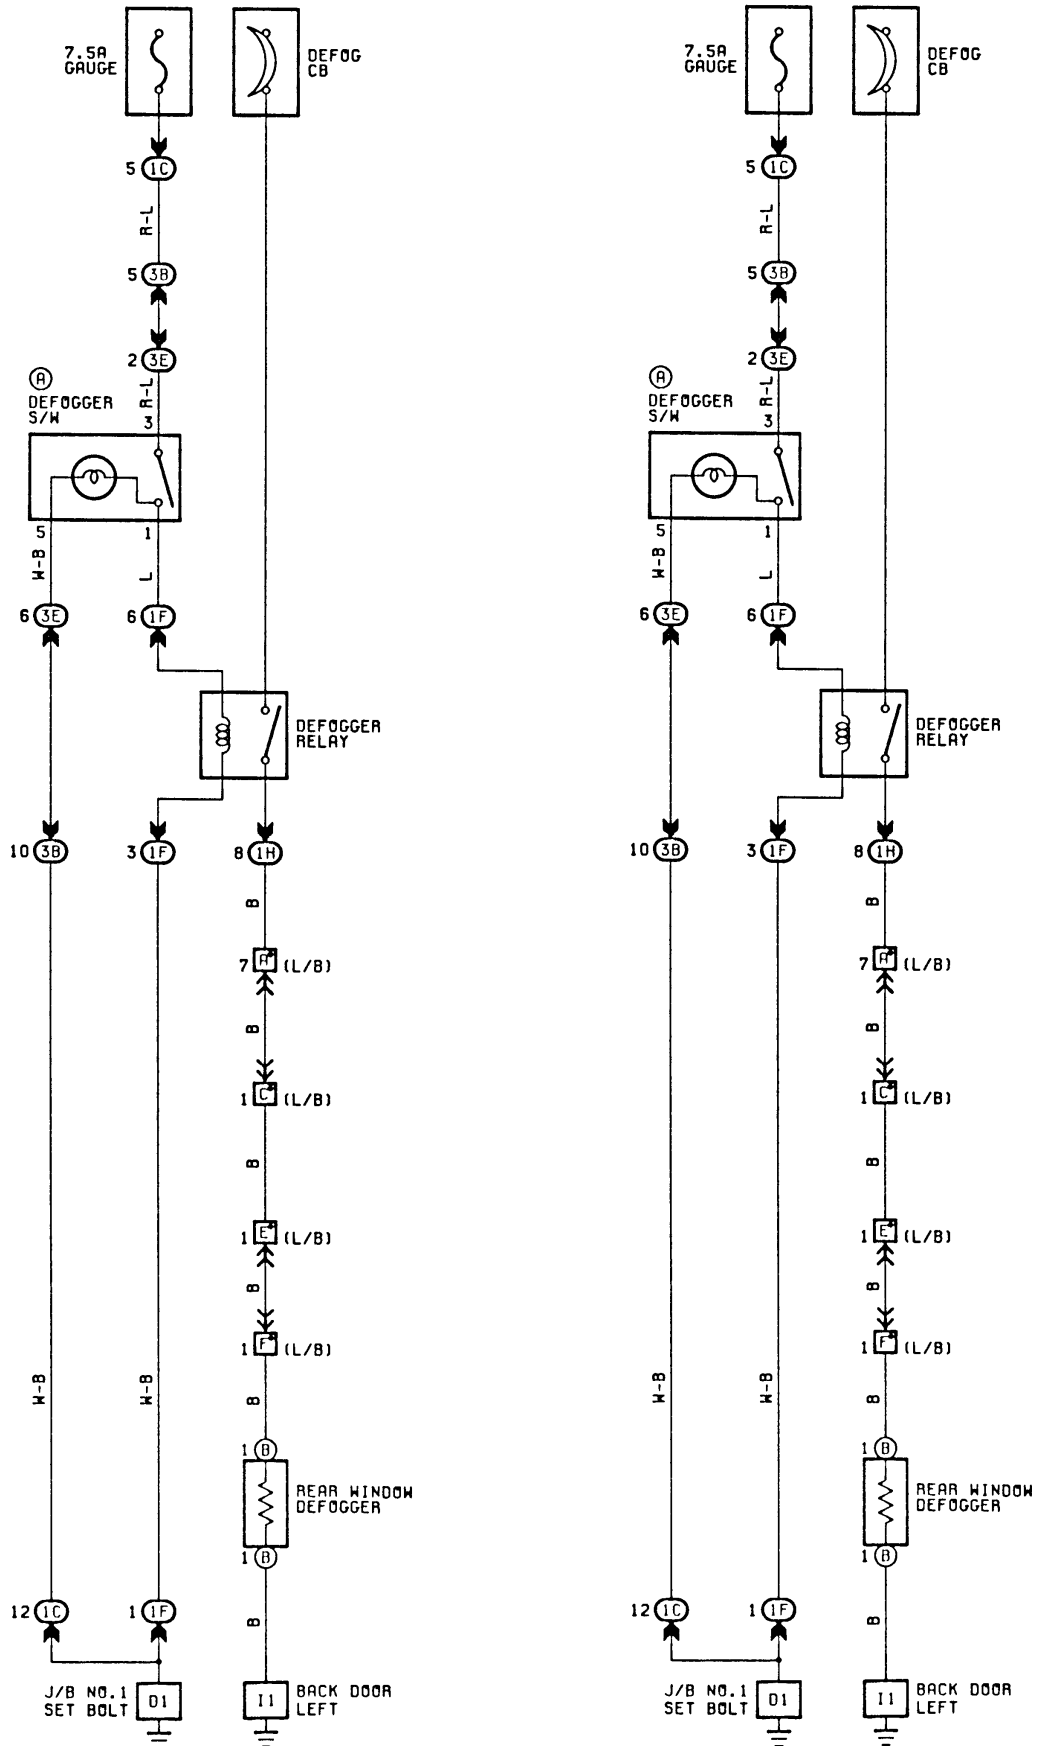 7.5A
GAUGE
DEFOG
CB
5 1C
R-L
5 3B
2 3E
R-L
A
DEFOGGER
S/W
3
5
1
W-B
L
6 3E
6 1F
DEFOGGER
RELAY
10 3B
3 1F
8 1H
B
7 A (L/B)
B
1 C (L/B)
B
1 E (L/B)
B
1 F (L/B)
W-B
W-B
B
1 B
REAR WINDOW
DEFOGGER
1 B
12 1C
1 1F
B
J/B NO.1
SET BOLT
D1
I1
BACK DOOR
LEFT
7.5A
GAUGE
DEFOG
CB
5 1C
R-L
5 3B
2 3E
R-L
A
DEFOGGER
S/W
3
5
1
W-B
L
6 3E
6 1F
DEFOGGER
RELAY
10 3B
3 1F
8 1H
B
7 A (L/B)
B
1 C (L/B)
B
1 E (L/B)
B
1 F (L/B)
W-B
W-B
B
1 B
REAR WINDOW
DEFOGGER
1 B
12 1C
1 1F
B
J/B NO.1
SET BOLT
D1
I1
BACK DOOR
LEFT